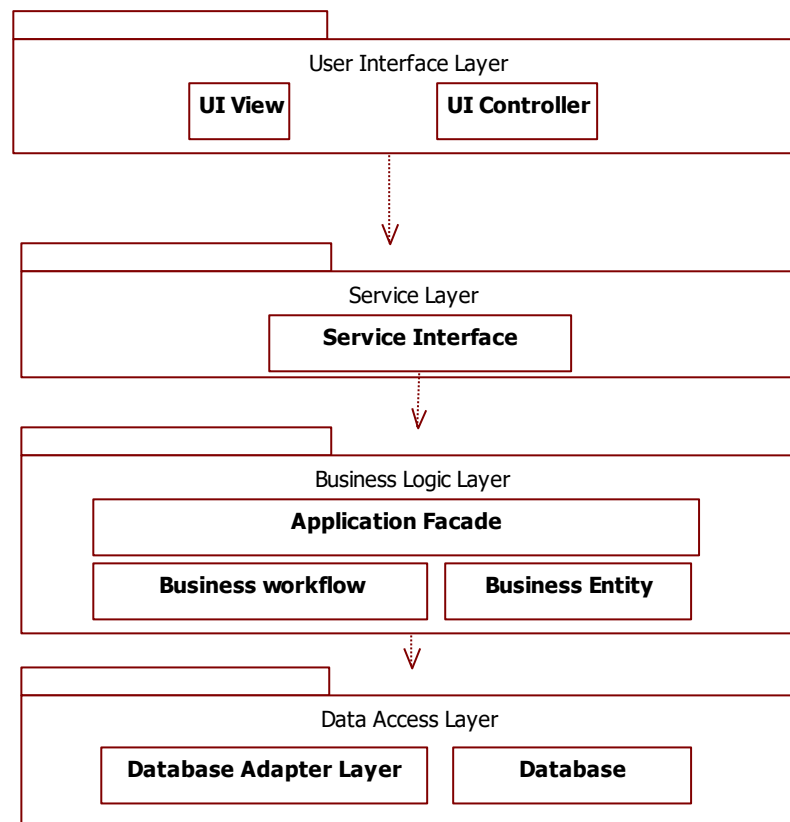 User Interface Layer
UI View
UI Controller
Service Layer
Service Interface
Business Logic Layer
Application Facade
Business workflow
Business Entity
Data Access Layer
Database Adapter Layer
Database